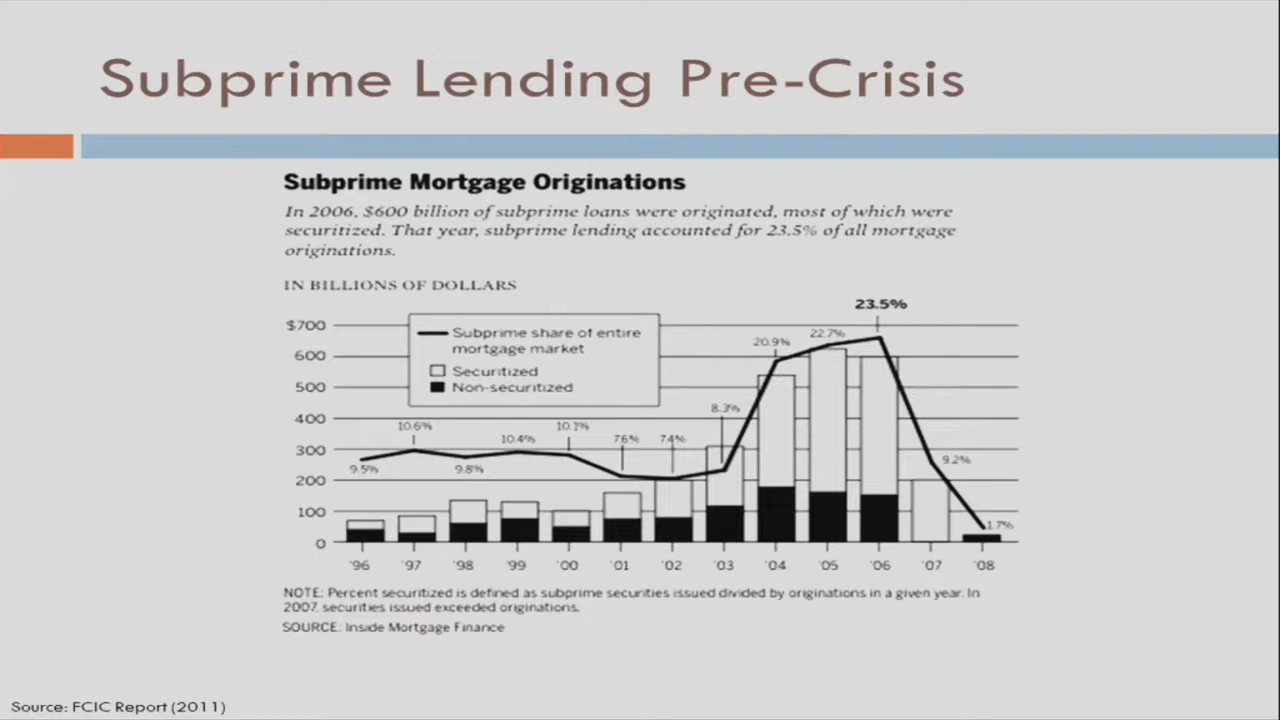 Subprime Lending Pre-Crisis
Subprime Mortgage Originations
In 2006, $600 billion of subprime loans were originated, most of which were
securitized. That year, subprime lending accounted for 23.5% of all mortgage
originations.
IN BILLIONS OF DOLLARS
23.5%
$700
600
500
400
300
200
100
0
Subprime share of entire
mortgage market
Securitized
Non-securitized
9.5%
10.6%
9.8%
10.4%
10.1%
7.6%
7.4%
8.3%
20.9%
22.7%
9.2%
1.7%
'96 '97 '98 '99 '00 '01 '02 '03 '04 '05 '06 '07 '08
NOTE: Percent securitized is defined as subprime securities issued divided by originations in a given year. In
2007, securities issued exceeded originations.
SOURCE: Inside Mortgage Finance
Source: FCIC Report (2011)